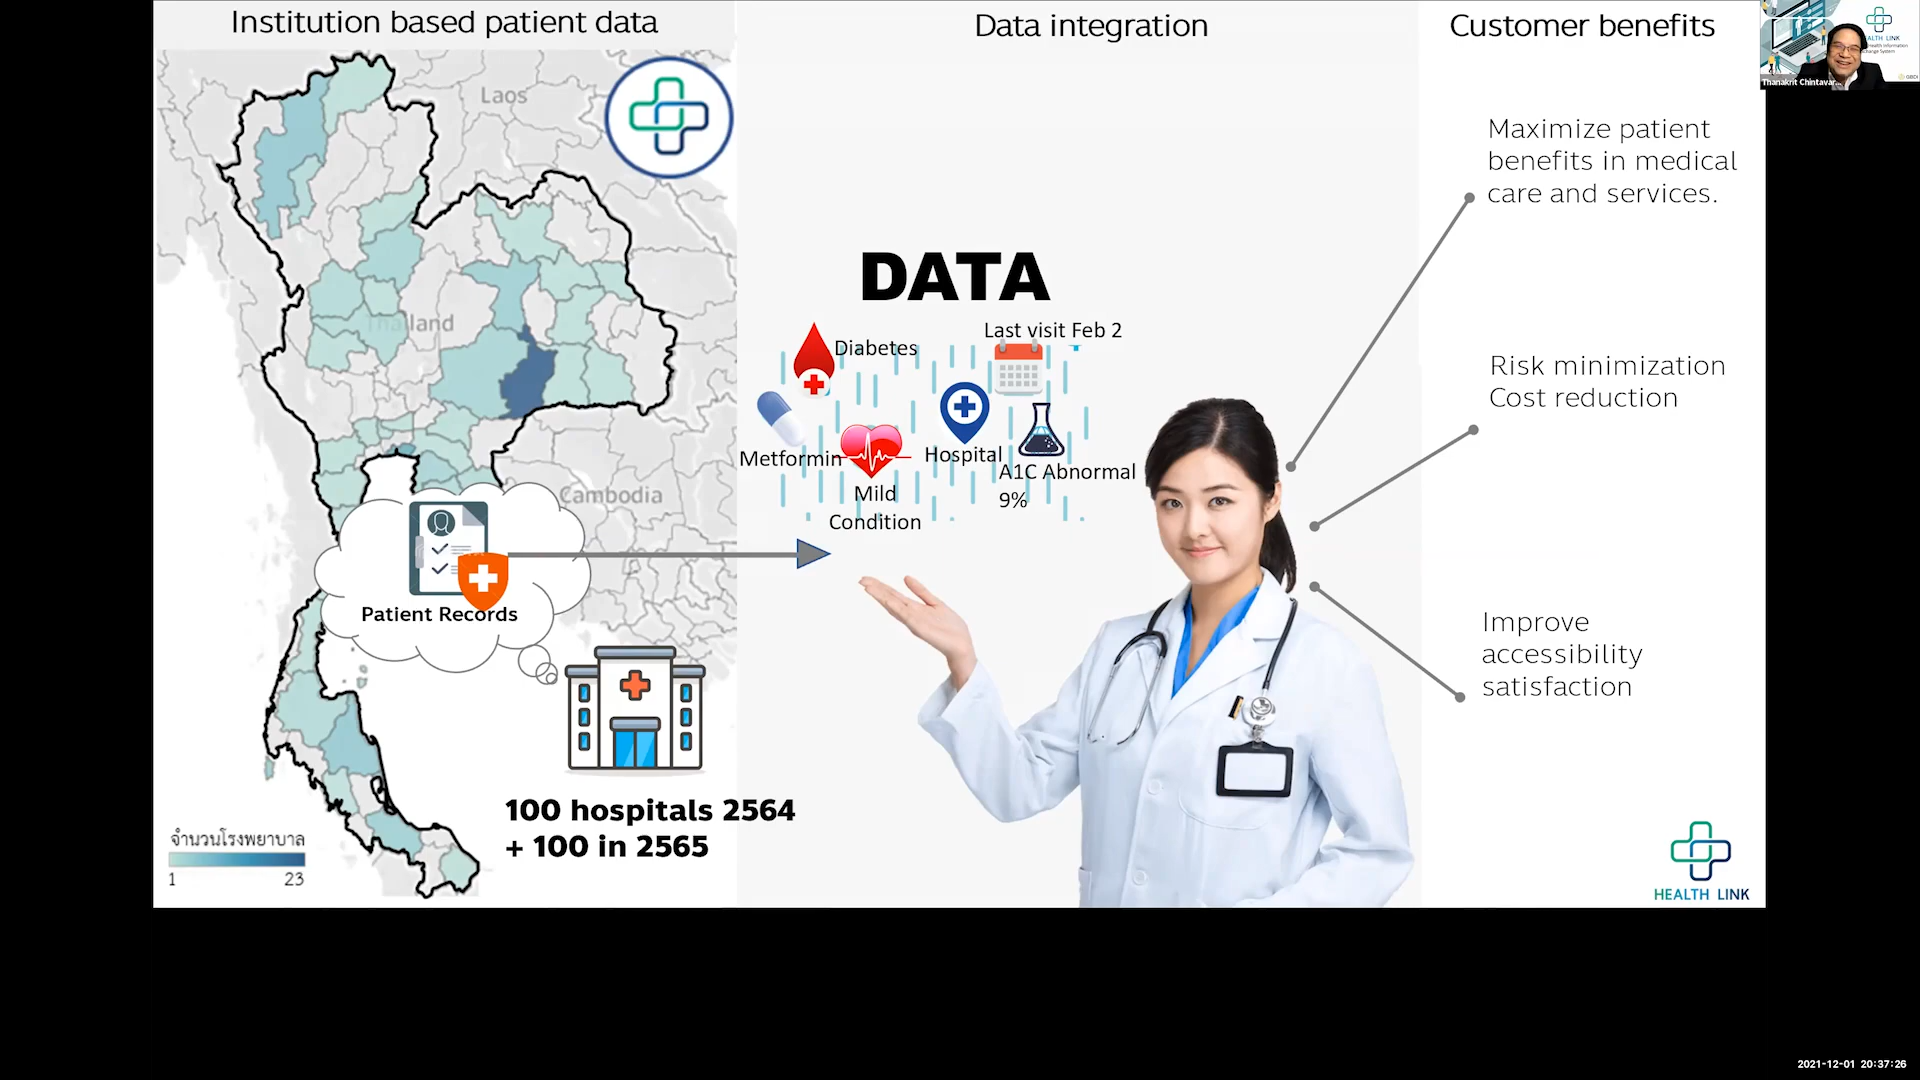 Institution based patient data
Data integration
Customer benefits
Laos
Thailand
Cambodia
Patient Records
100 hospitals 2564
+ 100 in 2565
จำนวนโรงพยาบาล
1
23
DATA
Last visit Feb 2
Diabetes
Metformin
Mild
Condition
Hospital
A1C Abnormal
9%
Maximize patient
benefits in medical
care and services.
Risk minimization
Cost reduction
Improve
accessibility
satisfaction
HEALTH LINK
2021-12-01 20:37:26